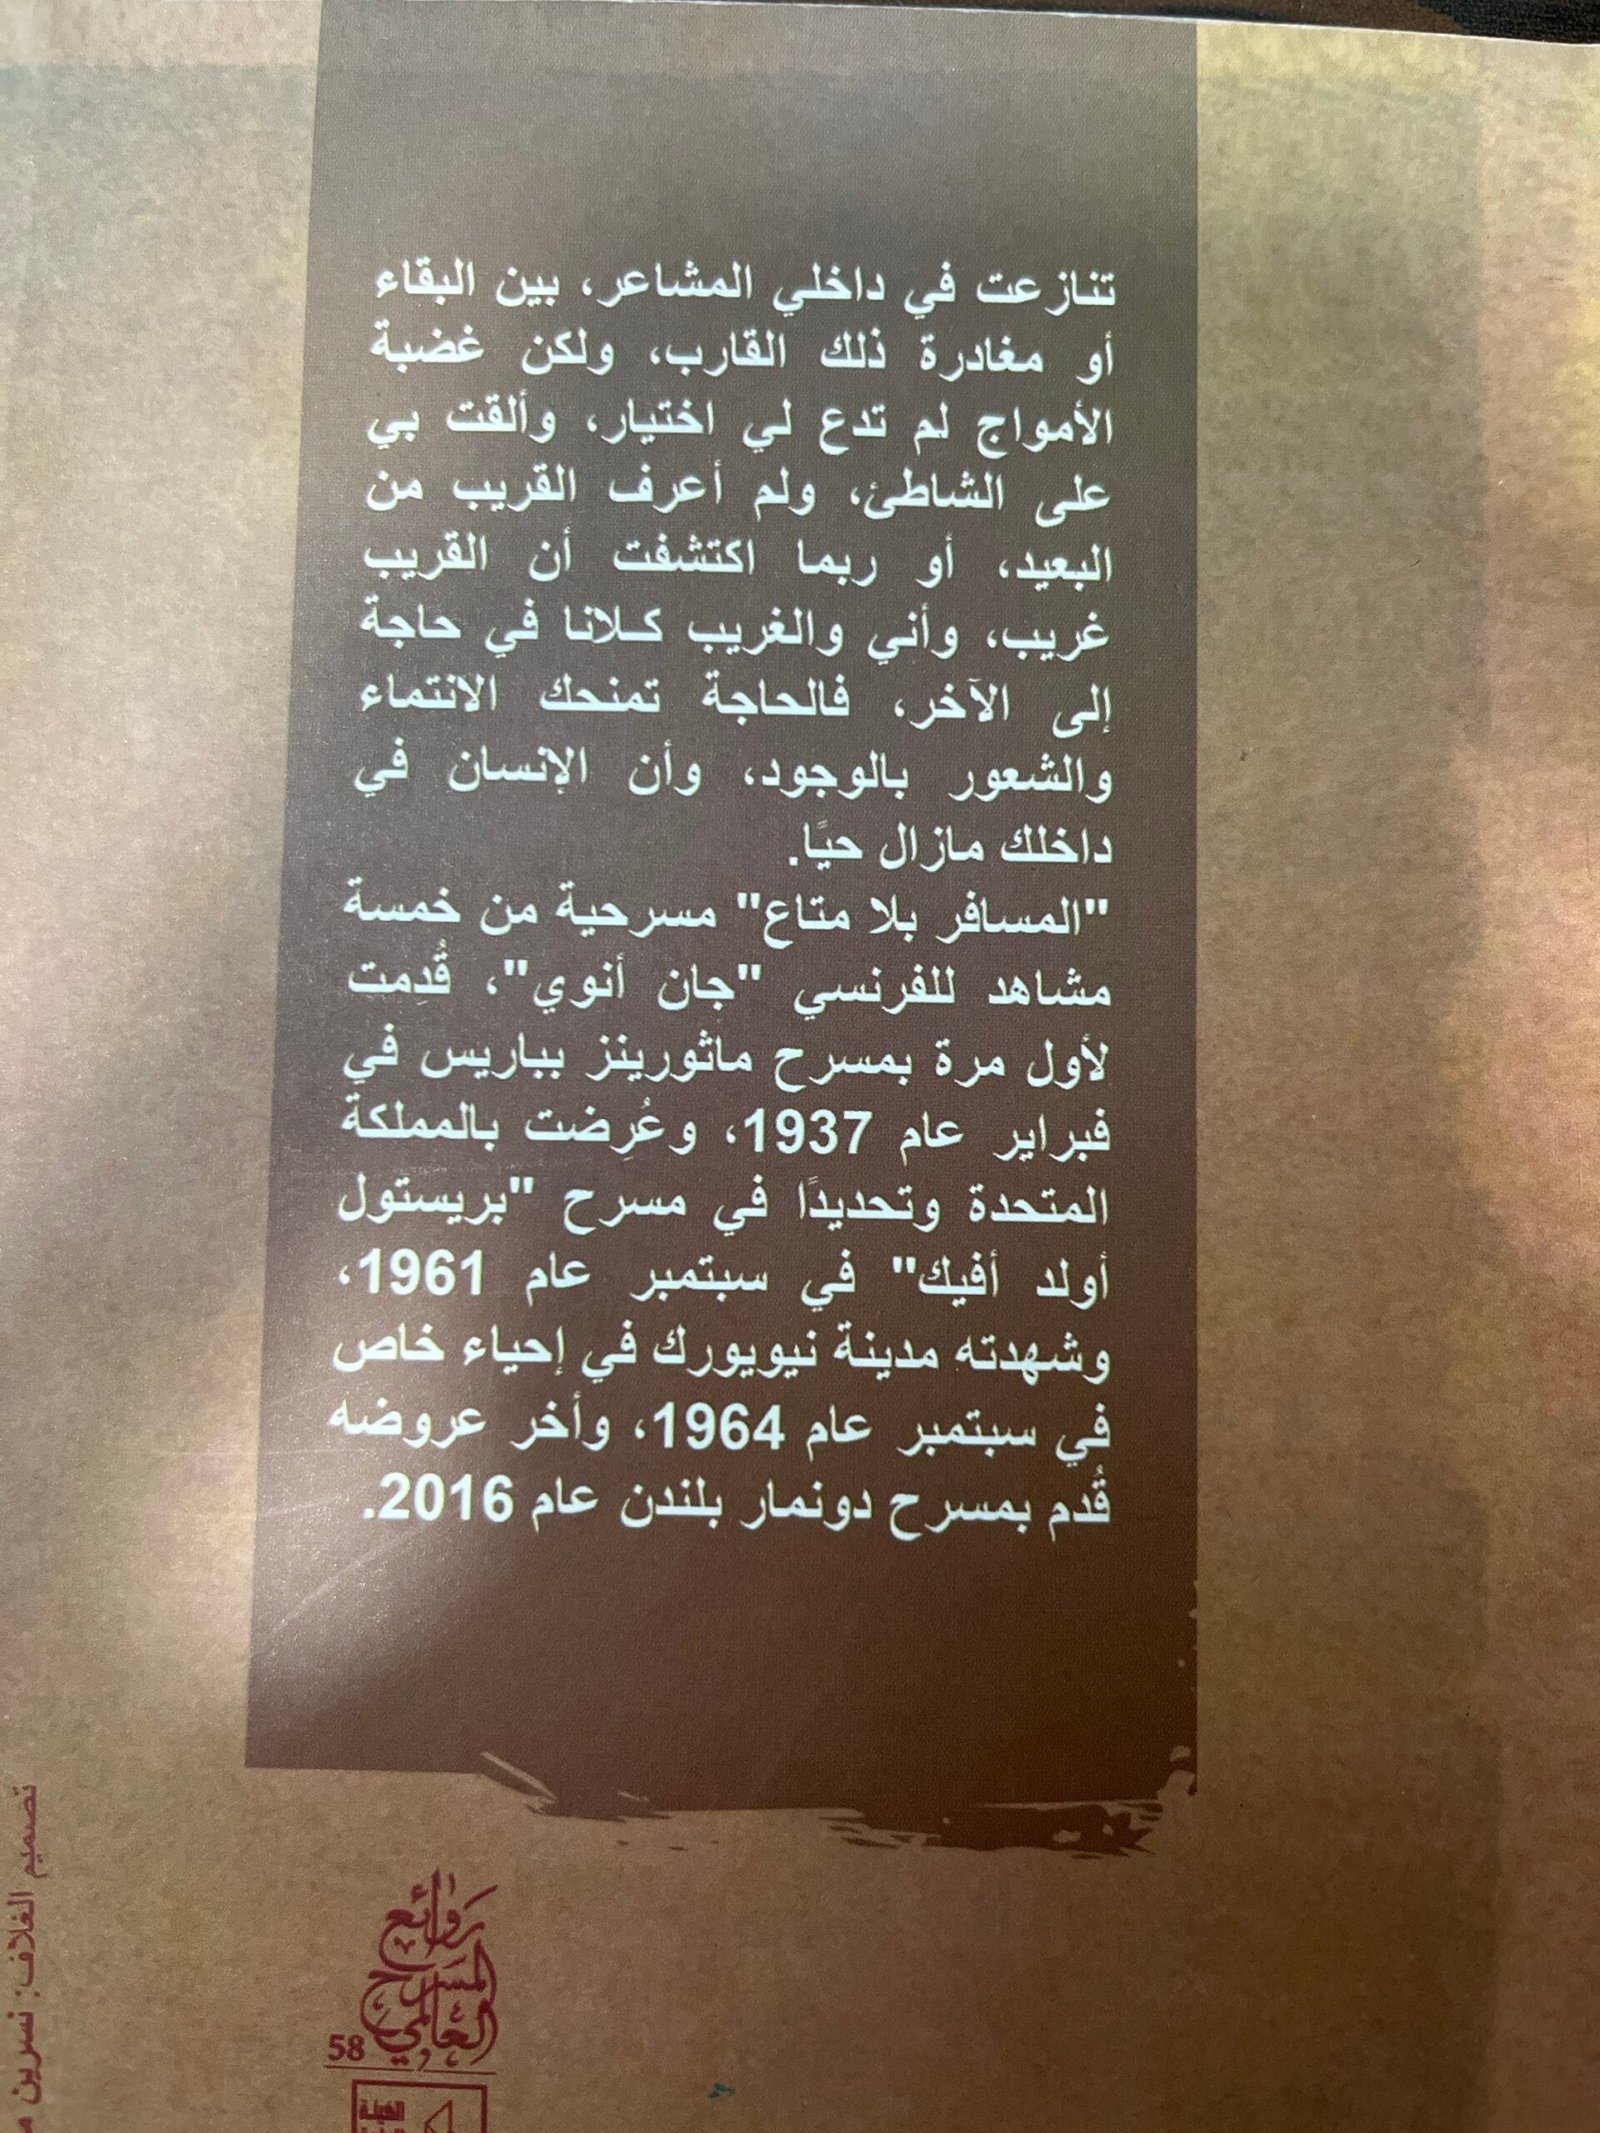 تنازعت في داخلي المشاعر، بين البقاء
أو مغادرة ذلك القارب، ولكن غضبة
الأمواج لم تدع لي اختيار، وألقت بي
على الشاطئ، ولم أعرف القريب من
البعيد، أو ربما اكتشفت أن القريب
غريب، وأني والغريب كلانا في حاجة
إلى الآخر، فالحاجة تمنحك الانتماء
والشعور بالوجود، وأن الإنسان في
داخلك مازال حيًا.
"المسافر بلا متاع" مسرحية من خمسة
مشاهد للفرنسي "جان أنوي"، قُدِمت
لأول مرة بمسرح ماثورينز بباريس في
فبراير عام 1937، وعُرِضت بالمملكة
المتحدة وتحديدًا في مسرح "بريستول
أولد أفيك" في سبتمبر عام 1961،
وشهدته مدينة نيويورك في إحياء خاص
في سبتمبر عام 1964، وأخر عروضه
قُدم بمسرح دونمار بلندن عام 2016.
روائع
المسرح
العالمي
58
تصميم الغلاف: نسرين